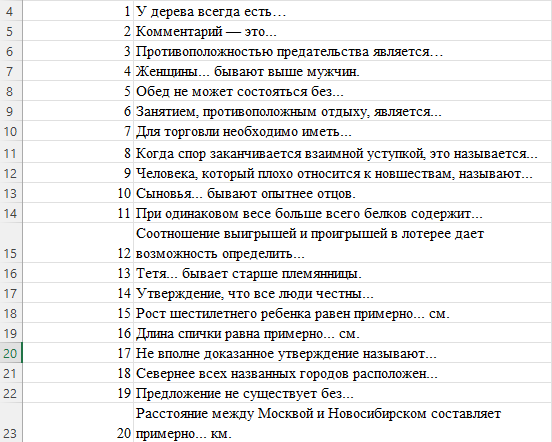 4 1 У дерева всегда есть…
5 2 Комментарий — это...
6 3 Противоположностью предательства является…
7 4 Женщины... бывают выше мужчин.
8 5 Обед не может состояться без...
9 6 Занятием, противоположным отдыху, является...
10 7 Для торговли необходимо иметь...
11 8 Когда спор заканчивается взаимной уступкой, это называется...
12 9 Человека, который плохо относится к новшествам, называют...
13 10 Сыновья... бывают опытнее отцов.
14 11 При одинаковом весе больше всего белков содержит...
Соотношение выигрышей и проигрышей в лотерее дает
15 12 возможность определить...
16 13 Тетя... бывает старше племянницы.
17 14 Утверждение, что все люди честны...
18 15 Рост шестилетнего ребенка равен примерно... см.
19 16 Длина спички равна примерно... см.
20 17 Не вполне доказанное утверждение называют...
21 18 Севернее всех названных городов расположен...
22 19 Предложение не существует без...
Расстояние между Москвой и Новосибирском составляет
23 20 примерно... км.